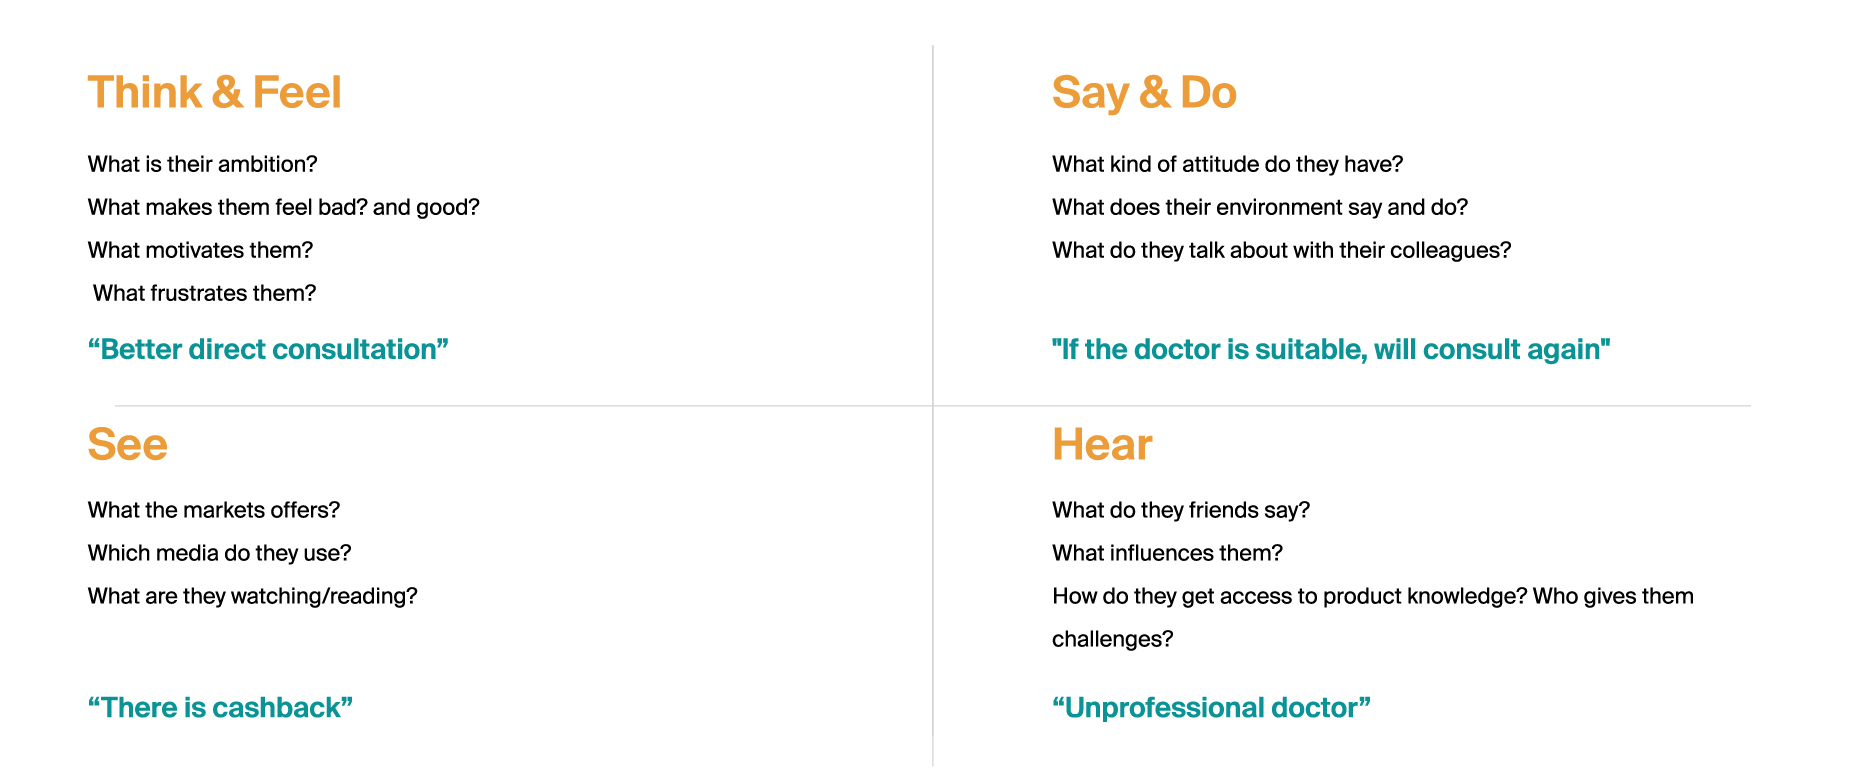 Think & Feel
What is their ambition?
What makes them feel bad? and good?
What motivates them?
What frustrates them?
“Better direct consultation”
Say & Do
What kind of attitude do they have?
What does their environment say and do?
What do they talk about with their colleagues?
"If the doctor is suitable, will consult again"
See
What the markets offers?
Which media do they use?
What are they watching/reading?
“There is cashback”
Hear
What do they friends say?
What influences them?
How do they get access to product knowledge? Who gives them
challenges?
“Unprofessional doctor”